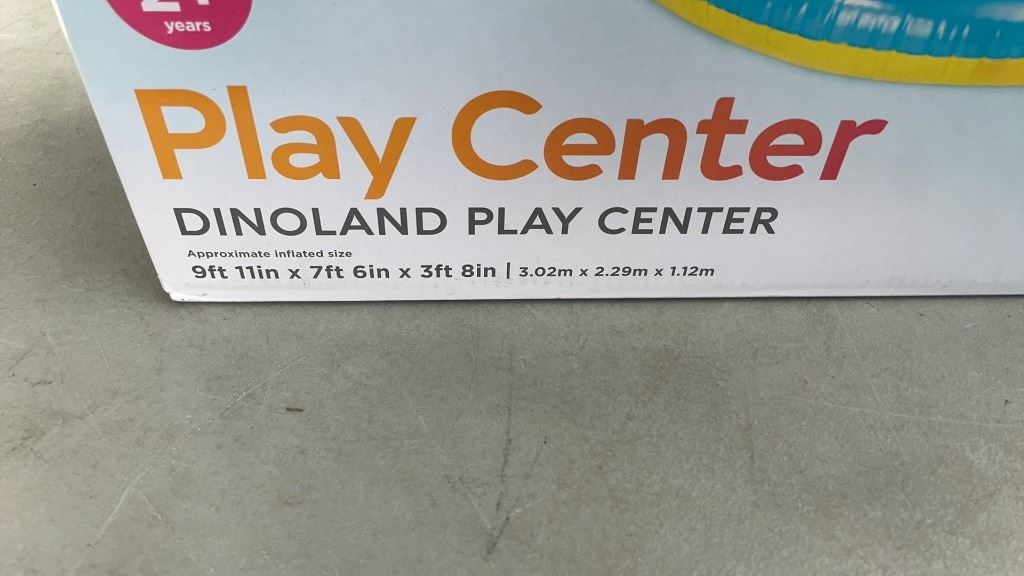 2+
years
Play Center
DINOLAND PLAY CENTER
Approximate inflated size
9ft 11in x 7ft 6in x 3ft 8in | 3.02m x 2.29m x 1.12m